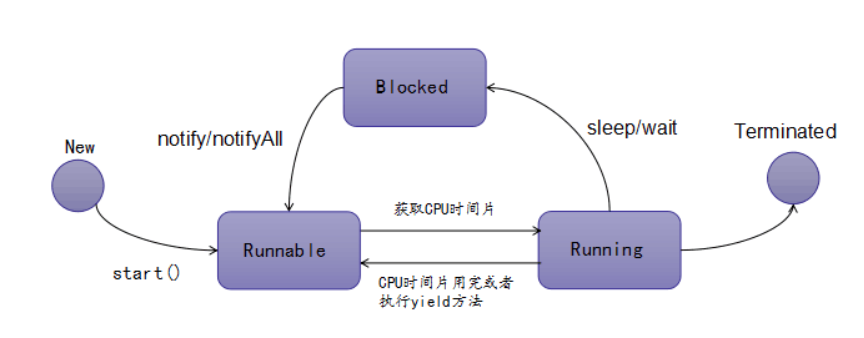 Blocked
notify/notifyAll
sleep/wait
Terminated
New
获取CPU时间片
Runnable
Running
start()
CPU时间片用完或者
执行yield方法